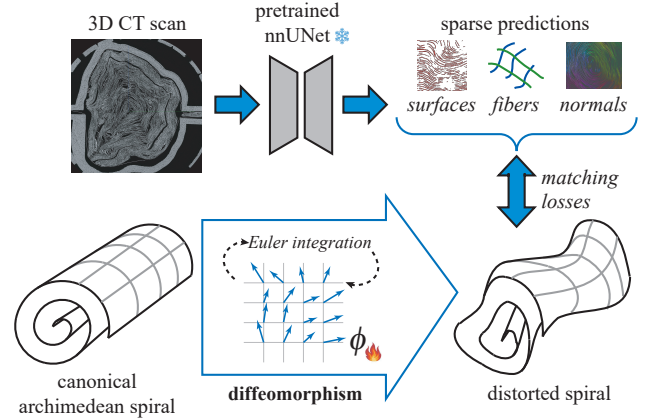 3D CT scan
pretrained
nnUNet
sparse predictions
surfaces fibers normals
matching
losses
Euler integration
ϕ
canonical
archimedean spiral
diffeomorphism
distorted spiral